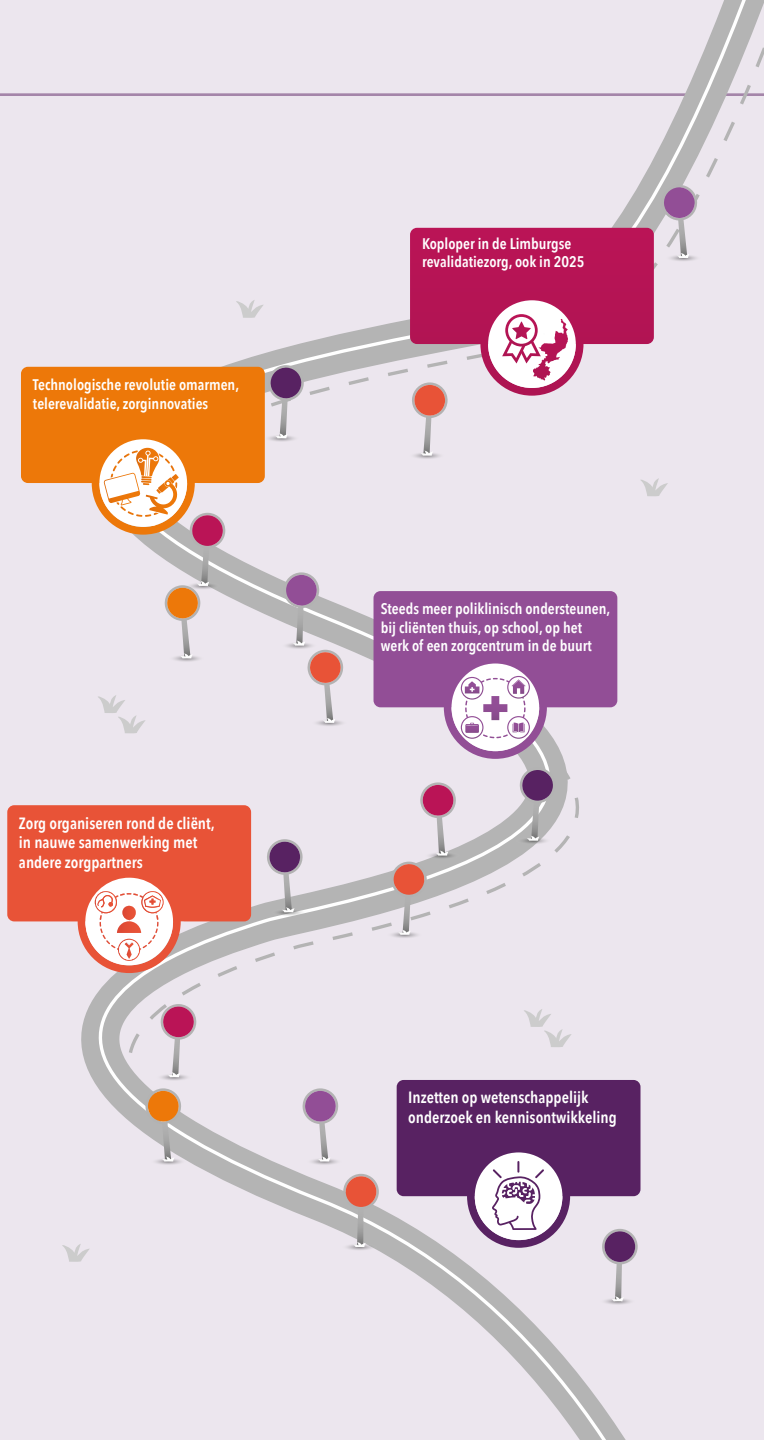 Koploper in de Limburgse
revalidatiezorg, ook in 2025
Technologische revolutie omarmen,
telerevalidatie, zorginnovaties
Steeds meer poliklinisch ondersteunen,
bij cliënten thuis, op school, op het
werk of een zorgcentrum in de buurt
Zorg organiseren rond de cliënt,
in nauwe samenwerking met
andere zorgpartners
Inzetten op wetenschappelijk
onderzoek en kennisontwikkeling